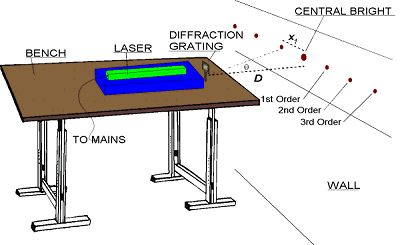 DIFFRACTION
GRATING
CENTRAL BRIGHT
BENCH
LASER
x₁
θ
D
1st Order
2nd Order
3rd Order
TO MAINS
WALL